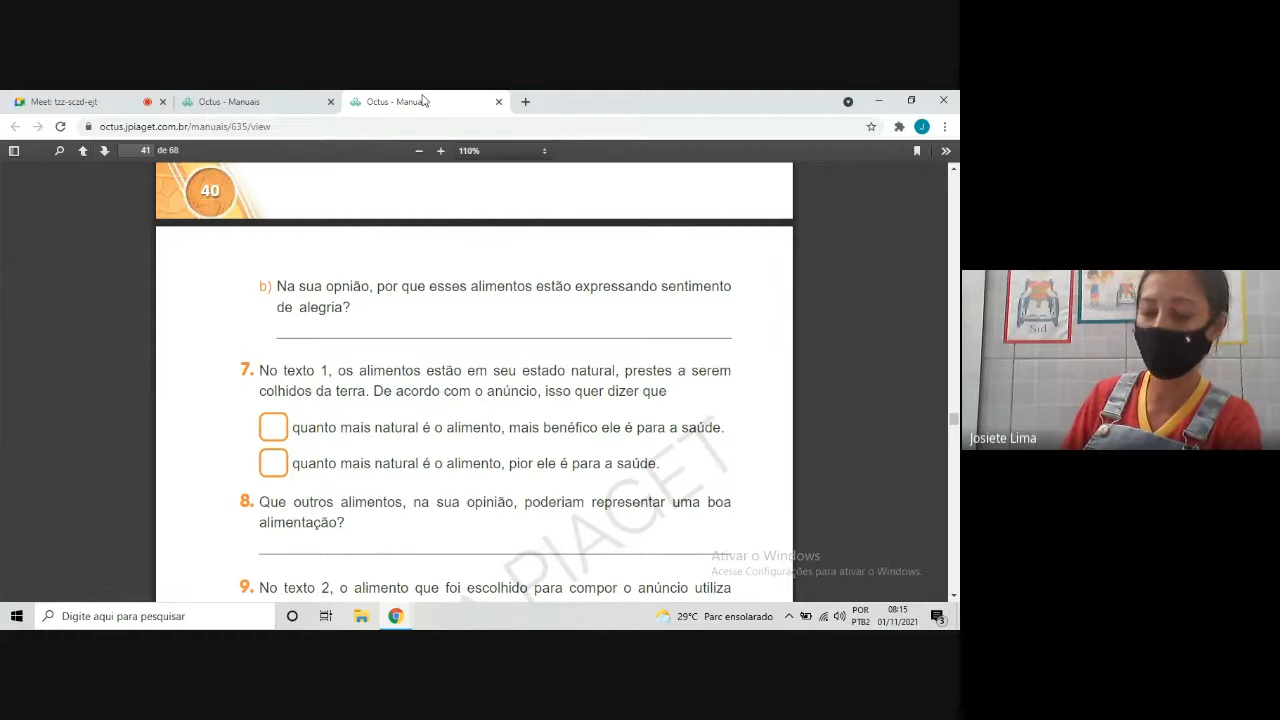 Meet: tzz-sczd-ejt
Octus - Manuais
Octus - Manuais
octus.jpiaget.com.br/manuais/635/view
41 de 68
110%
40
b) Na sua opnião, por que esses alimentos estão expressando sentimento
de alegria?
7. No texto 1, os alimentos estão em seu estado natural, prestes a serem
colhidos da terra. De acordo com o anúncio, isso quer dizer que
quanto mais natural é o alimento, mais benéfico ele é para a saúde.
quanto mais natural é o alimento, pior ele é para a saúde.
8. Que outros alimentos, na sua opinião, poderiam representar uma boa
alimentação?
9. No texto 2, o alimento que foi escolhido para compor o anúncio utiliza
PIAGET
Ativar o Windows
Acesse Configurações para ativar o Windows.
Sid
Josiete Lima
Digite aqui para pesquisar
29°C Parc ensolarado
POR
PTB2
08:15
01/11/2021
3
J